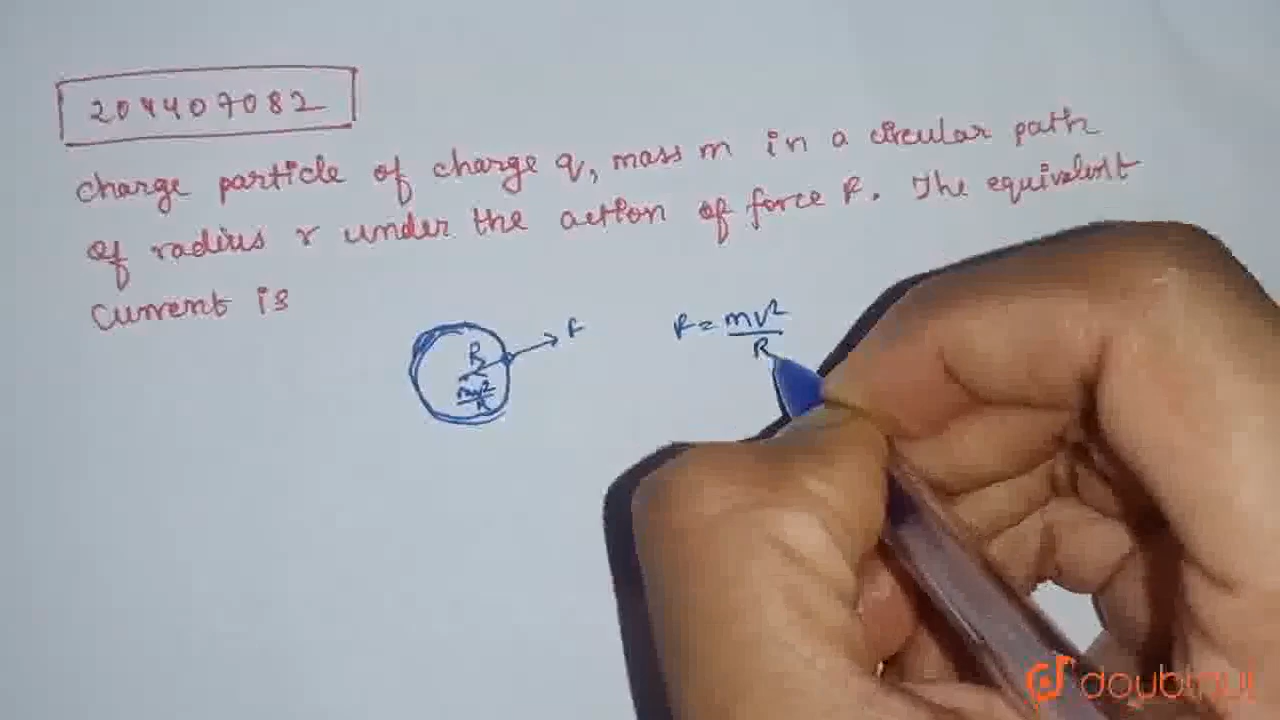 204407082
charge particle of charge q, mass m in a circular path
of radius r under the action of force F. The equivalent
current is
R
F
mv²/R
F = mv²/R
doubtnut